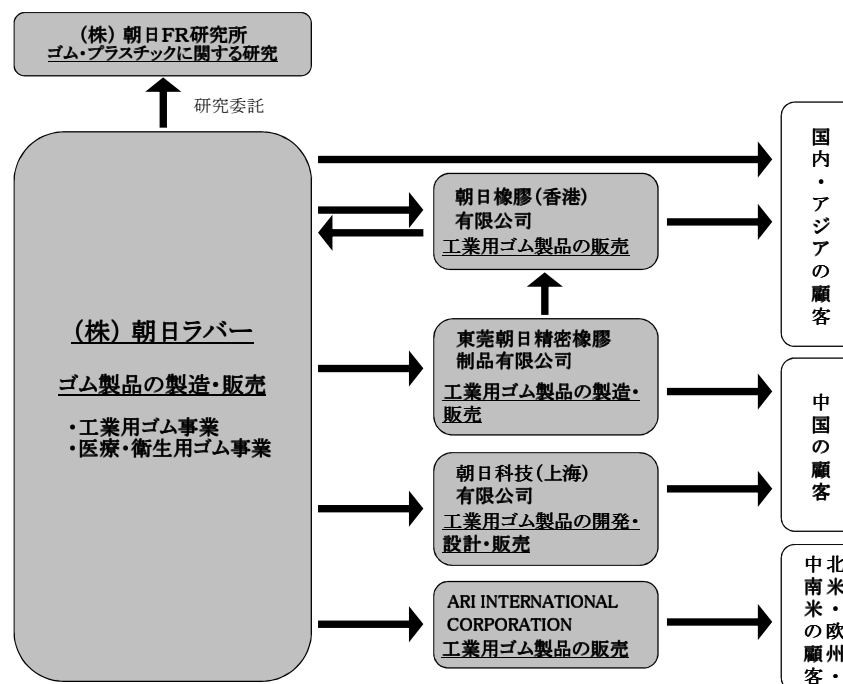 (株) 朝日FR研究所
ゴム・プラスチックに関する研究
研究委託
(株) 朝日ラバー
ゴム製品の製造・販売
・工業用ゴム事業
・医療・衛生用ゴム事業
朝日橡膠(香港)
有限公司
工業用ゴム製品の販売
東莞朝日精密橡膠
制品有限公司
工業用ゴム製品の製造・
販売
朝日科技(上海)
有限公司
工業用ゴム製品の開発・
設計・販売
ARI INTERNATIONAL
CORPORATION
工業用ゴム製品の販売
国内・アジアの顧客
中国の顧客
北米・欧州・
中南米の顧客